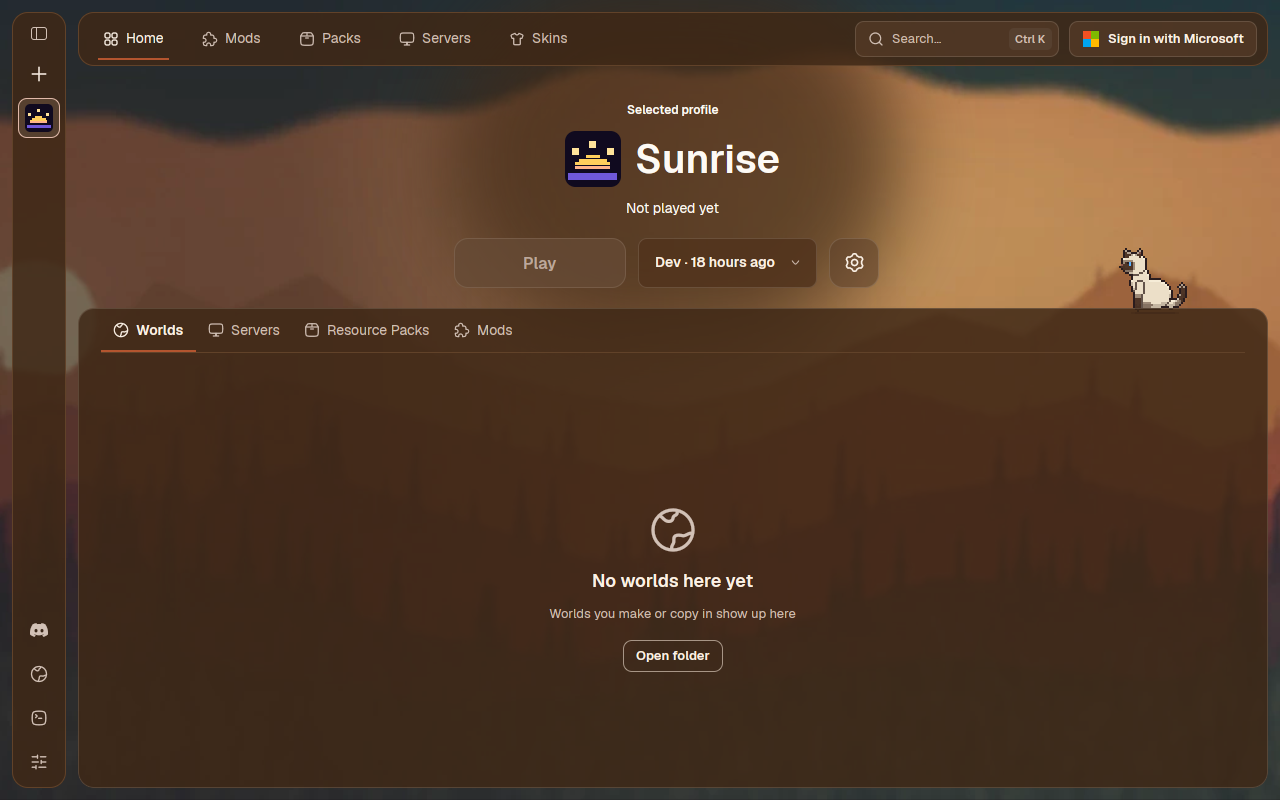 Home
Mods
Packs
Servers
Skins
Search...
Ctrl K
Sign in with Microsoft
Selected profile
Sunrise
Not played yet
Play
Dev · 18 hours ago
Worlds
Servers
Resource Packs
Mods
No worlds here yet
Worlds you make or copy in show up here
Open folder